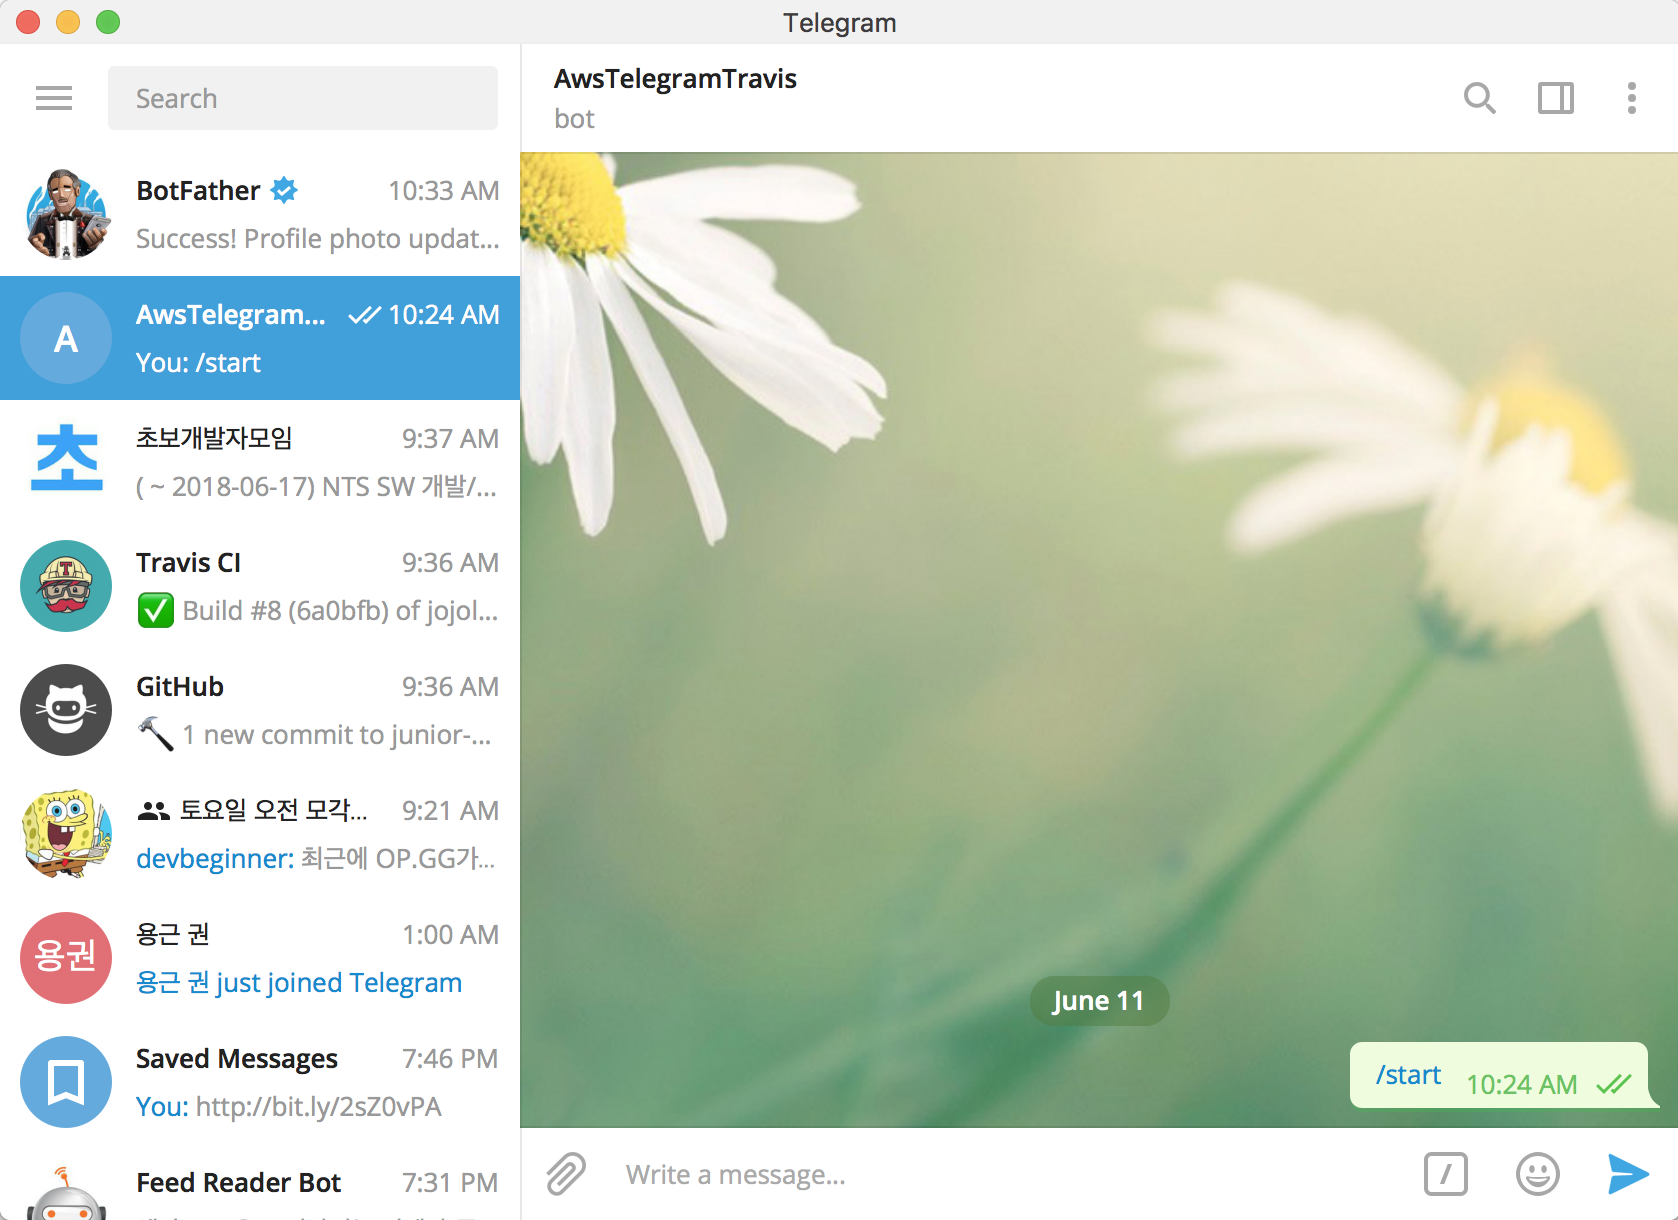 Telegram
Search
BotFather 10:33 AM
Success! Profile photo updat...
A
AwsTelegram... 10:24 AM
You: /start
초
초보개발자모임 9:37 AM
( ~ 2018-06-17) NTS SW 개발/...
T
Travis CI 9:36 AM
Build #8 (6a0bfb) of jojol...
GitHub 9:36 AM
1 new commit to junior-...
토요일 오전 모각... 9:21 AM
devbeginner: 최근에 OP.GG가...
용권
용근 권 1:00 AM
용근 권 just joined Telegram
Saved Messages 7:46 PM
You: http://bit.ly/2sZ0vPA
Feed Reader Bot 7:31 PM
AwsTelegramTravis
bot
June 11
/start 10:24 AM
Write a message...
/